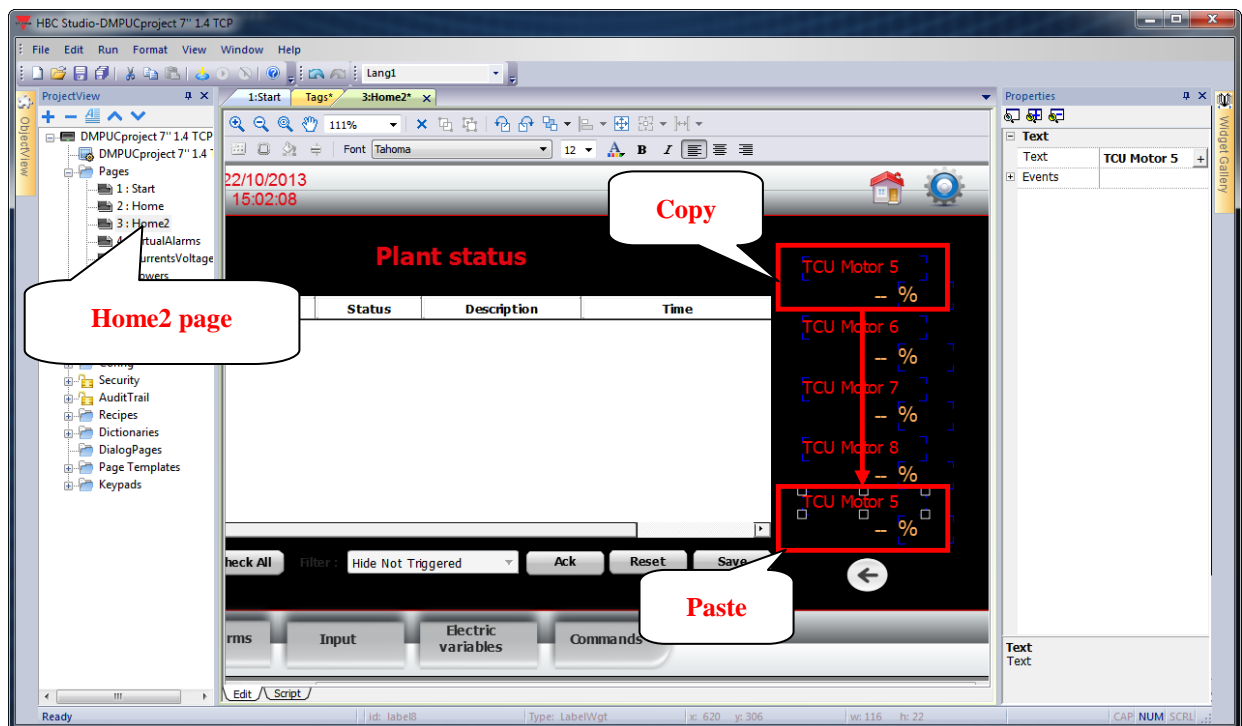 HBC Studio-DMPUCproject 7" 1.4 TCP
File Edit Run Format View Window Help
Lang1
ProjectView
1:Start Tags* 3:Home2*
Properties
ObjectView
Widget Gallery
111%
Font Tahoma 12 A B I
DMPUCproject 7" 1.4 TCP
DMPUCproject 7" 1.4
Pages
1 : Start
2 : Home
3 : Home2
rtualAlarms
urrentsVoltage
Security
AuditTrail
Recipes
Dictionaries
DialogPages
Page Templates
Keypads
Home2 page
22/10/2013
15:02:08
Copy
Plant status
Status Description Time
TCU Motor 5
-- %
TCU Motor 6
-- %
TCU Motor 7
-- %
TCU Motor 8
-- %
TCU Motor 5
-- %
heck All Filter : Hide Not Triggered Ack Reset Save
Paste
rms Input Electric variables Commands
Edit Script
Text
Text TCU Motor 5 +
Events
Text
Text
Ready id: label8 Type: LabelWgt x: 620 y: 306 w: 116 h: 22 CAP NUM SCRL